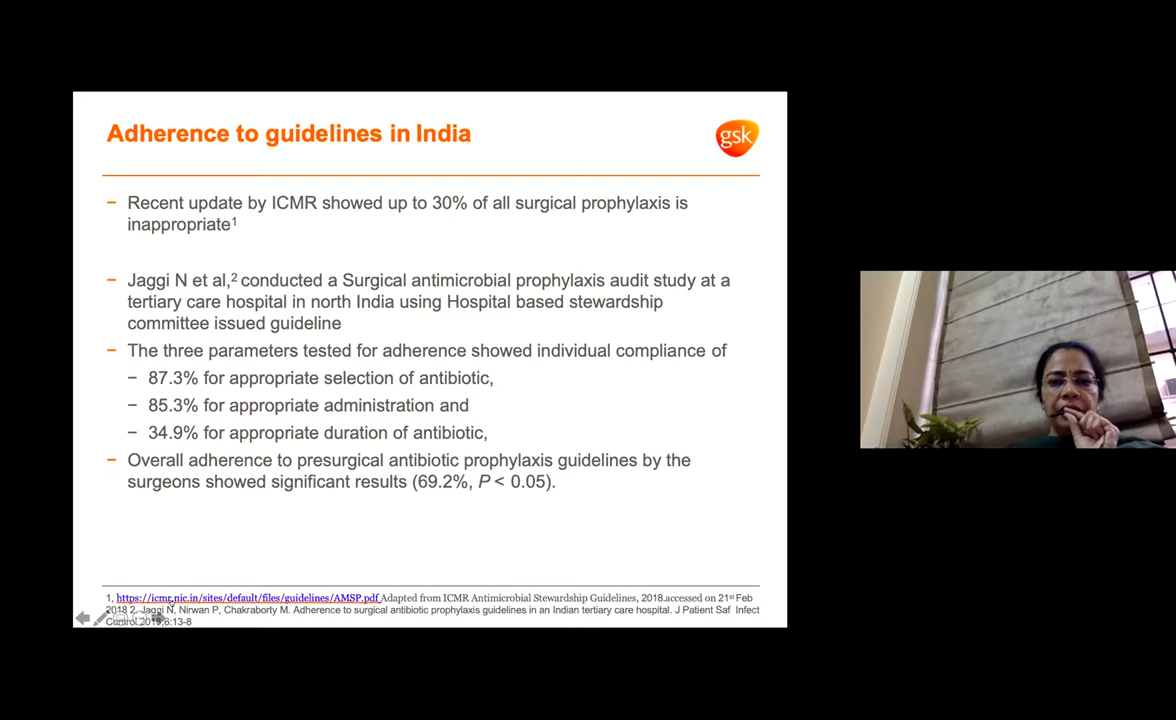 Adherence to guidelines in India
gsk
− Recent update by ICMR showed up to 30% of all surgical prophylaxis is
inappropriate¹
− Jaggi N et al,² conducted a Surgical antimicrobial prophylaxis audit study at a
tertiary care hospital in north India using Hospital based stewardship
committee issued guideline
− The three parameters tested for adherence showed individual compliance of
− 87.3% for appropriate selection of antibiotic,
− 85.3% for appropriate administration and
− 34.9% for appropriate duration of antibiotic,
− Overall adherence to presurgical antibiotic prophylaxis guidelines by the
surgeons showed significant results (69.2%, P < 0.05).
1, https://icmr.nic.in/sites/default/files/guidelines/AMSP.pdf Adapted from ICMR Antimicrobial Stewardship Guidelines, 2018.accessed on 21st Feb
2018 2. Jaggi N, Nirwan P, Chakraborty M. Adherence to surgical antibiotic prophylaxis guidelines in an Indian tertiary care hospital. J Patient Saf Infect
Control 2019;6:13-8